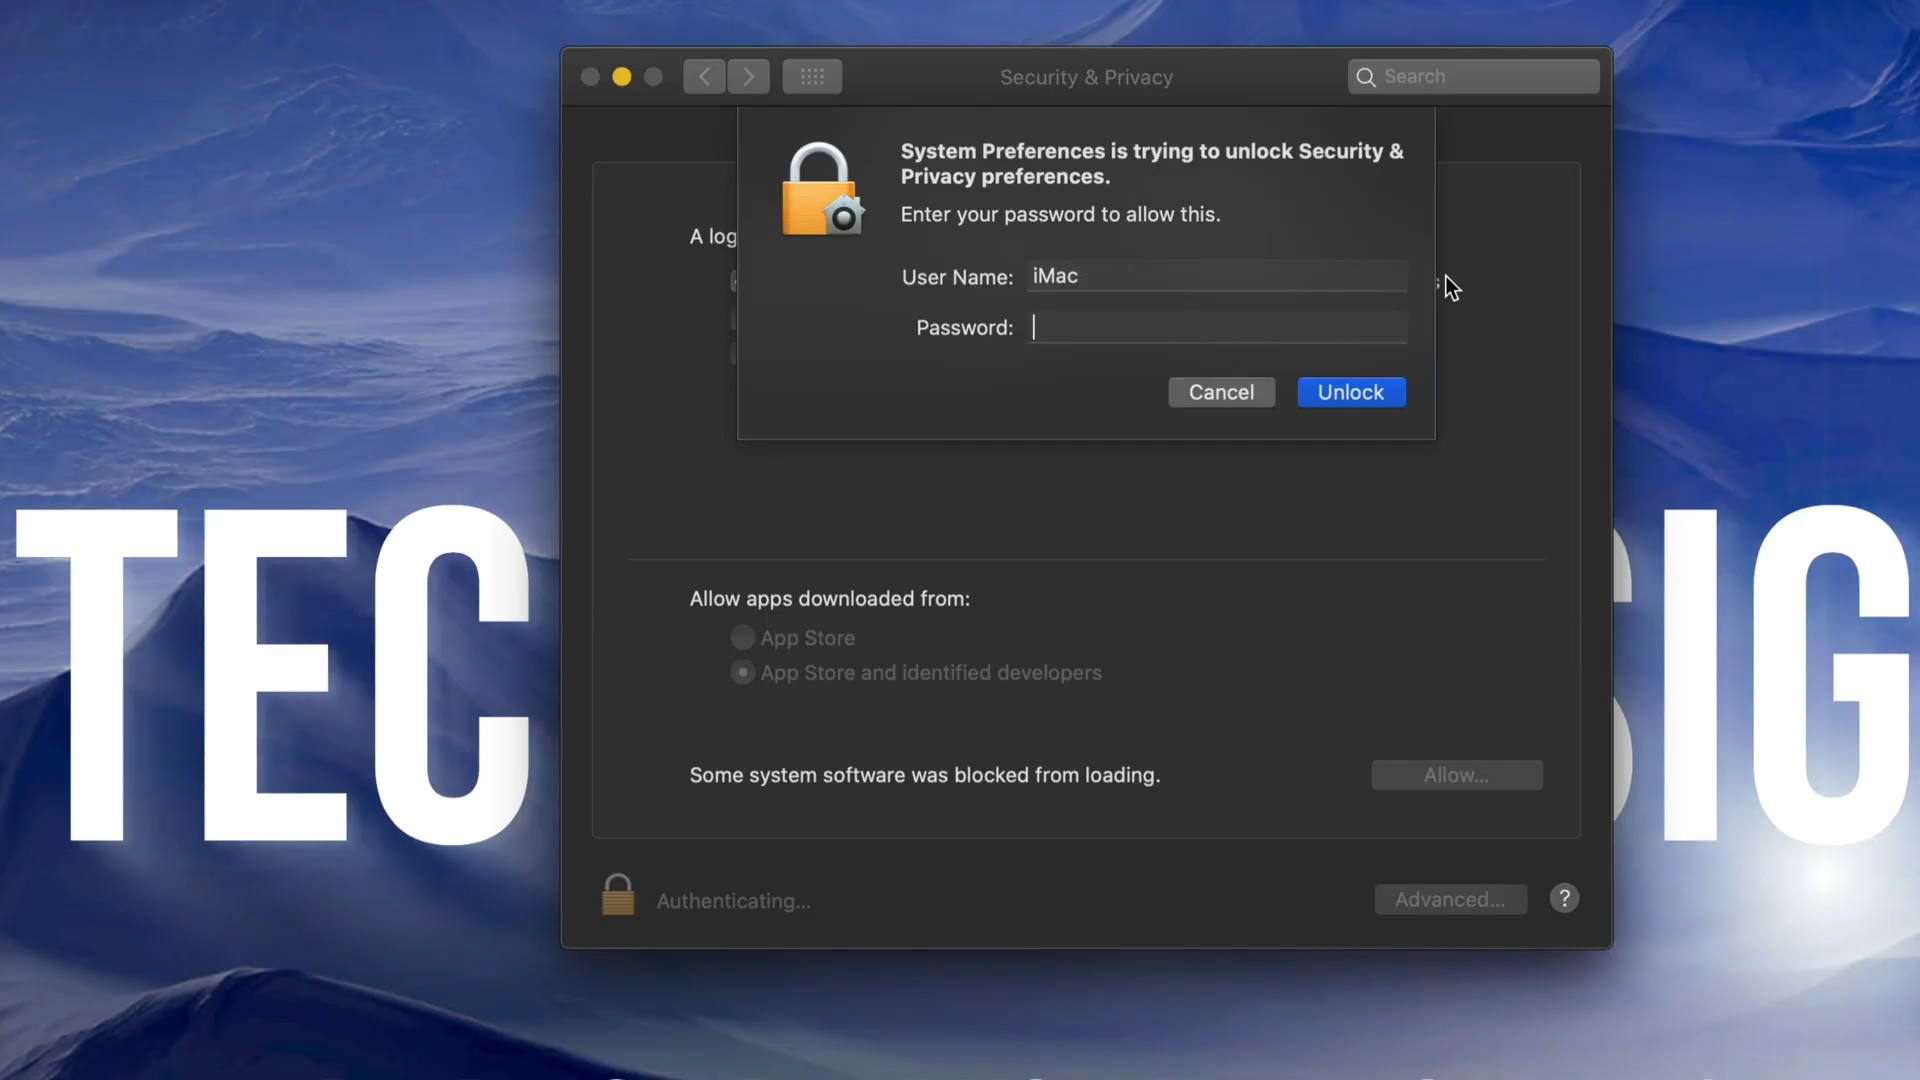 Security & Privacy
Search
System Preferences is trying to unlock Security &
Privacy preferences.
Enter your password to allow this.
A log
User Name: iMac
Password:
Cancel
Unlock
TEC
SIG
Allow apps downloaded from:
App Store
App Store and identified developers
Some system software was blocked from loading.
Allow...
Authenticating...
Advanced...
?